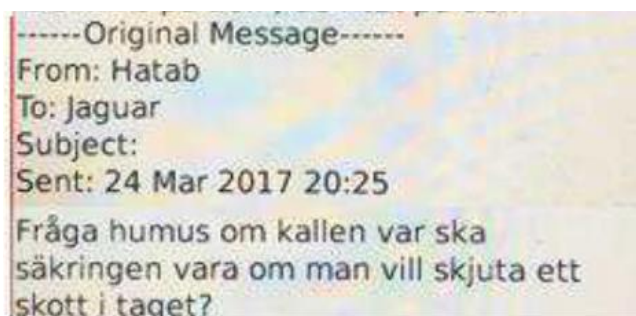 ------Original Message------
From: Hatab
To: Jaguar
Subject:
Sent: 24 Mar 2017 20:25
Fråga humus om kallen var ska
säkringen vara om man vill skjuta ett
skott i taget?